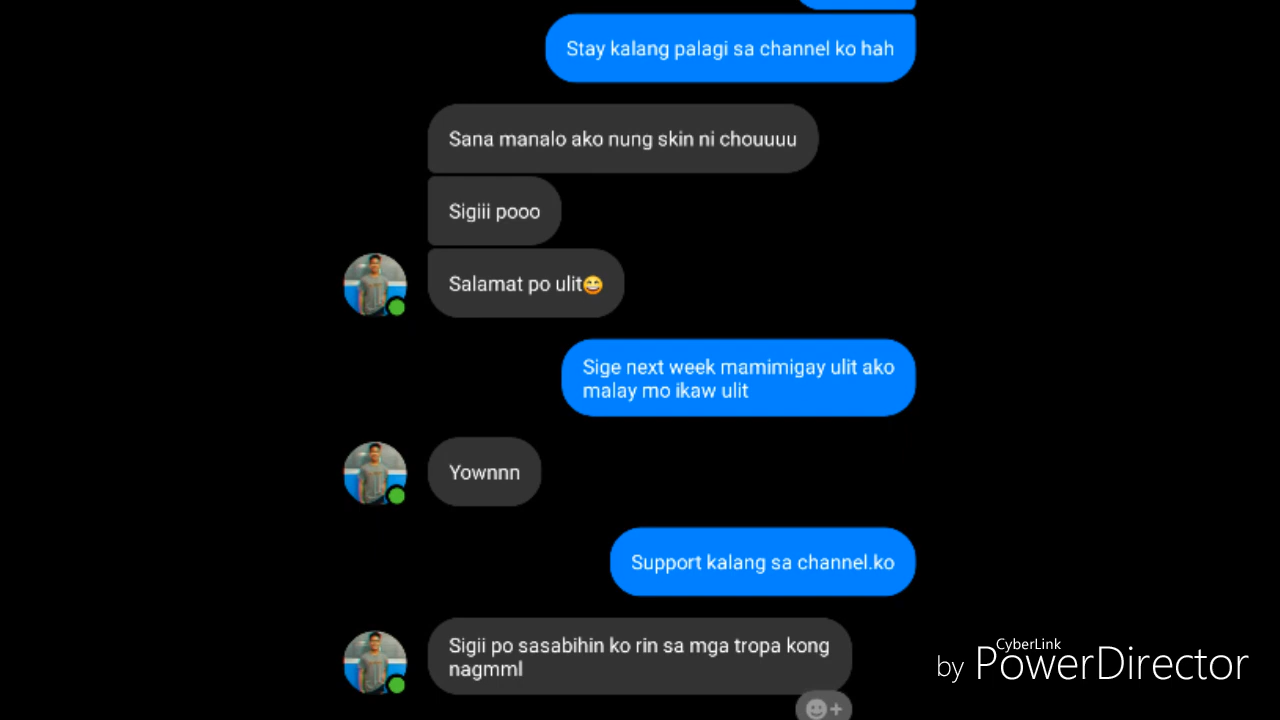 Stay kalang palagi sa channel ko hah
Sana manalo ako nung skin ni chouuuu
Sigiii pooo
Salamat po ulit😄
Sige next week mamimigay ulit ako
malay mo ikaw ulit
Yownnn
Support kalang sa channel.ko
Sigii po sasabihin ko rin sa mga tropa kong
nagmml
CyberLink
by PowerDirector